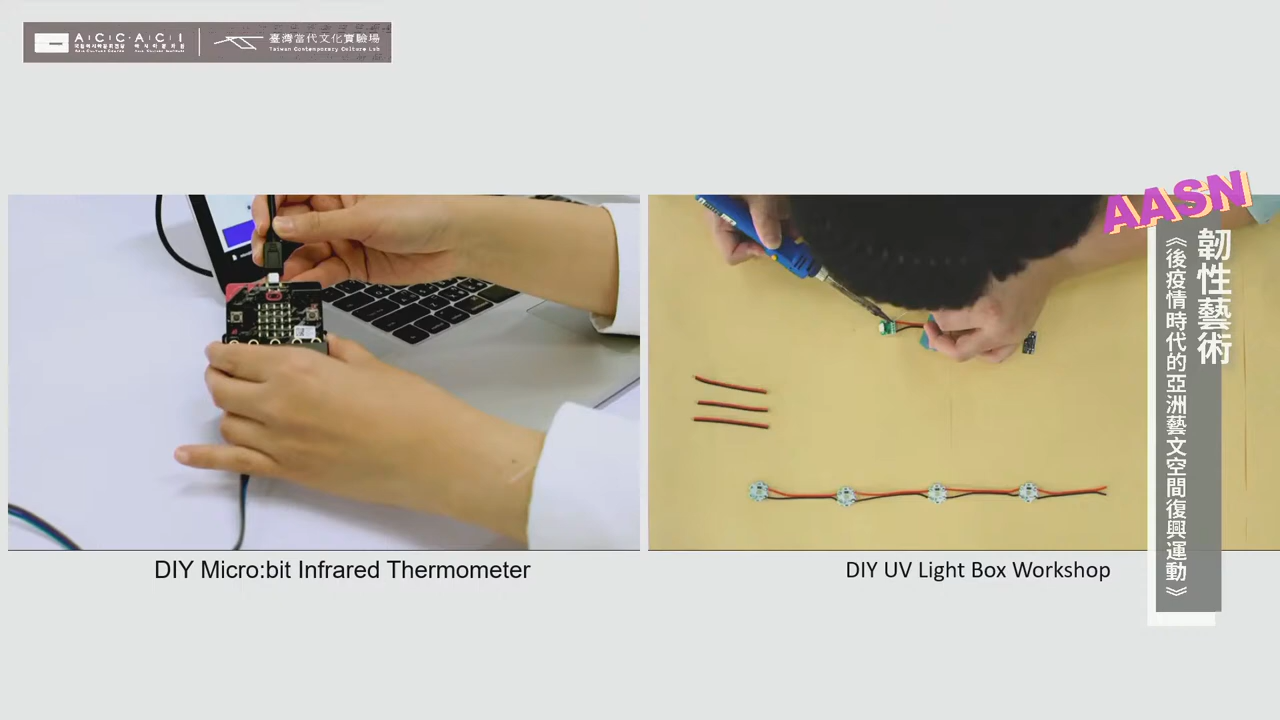 A C C · A C I
臺灣當代文化實驗場
Taiwan Contemporary Culture Lab
AASN
韌性藝術
《後疫情時代的亞洲藝文空間復興運動》
DIY Micro:bit Infrared Thermometer
DIY UV Light Box Workshop